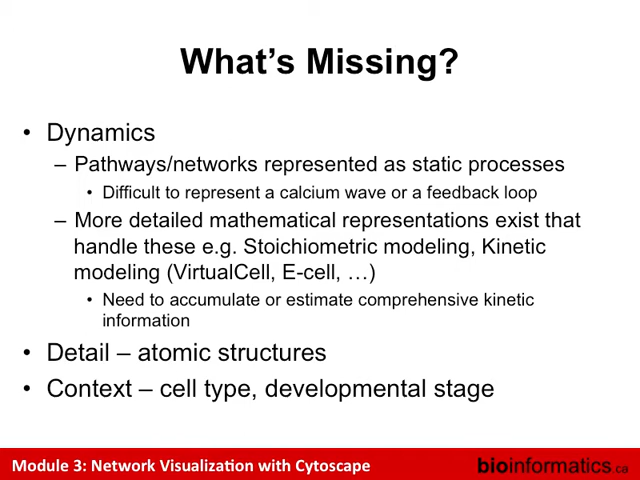 What's Missing?
• Dynamics
– Pathways/networks represented as static processes
• Difficult to represent a calcium wave or a feedback loop
– More detailed mathematical representations exist that
handle these e.g. Stoichiometric modeling, Kinetic
modeling (VirtualCell, E-cell, …)
• Need to accumulate or estimate comprehensive kinetic
information
• Detail – atomic structures
• Context – cell type, developmental stage
Module 3: Network Visualization with Cytoscape
bioinformatics.ca